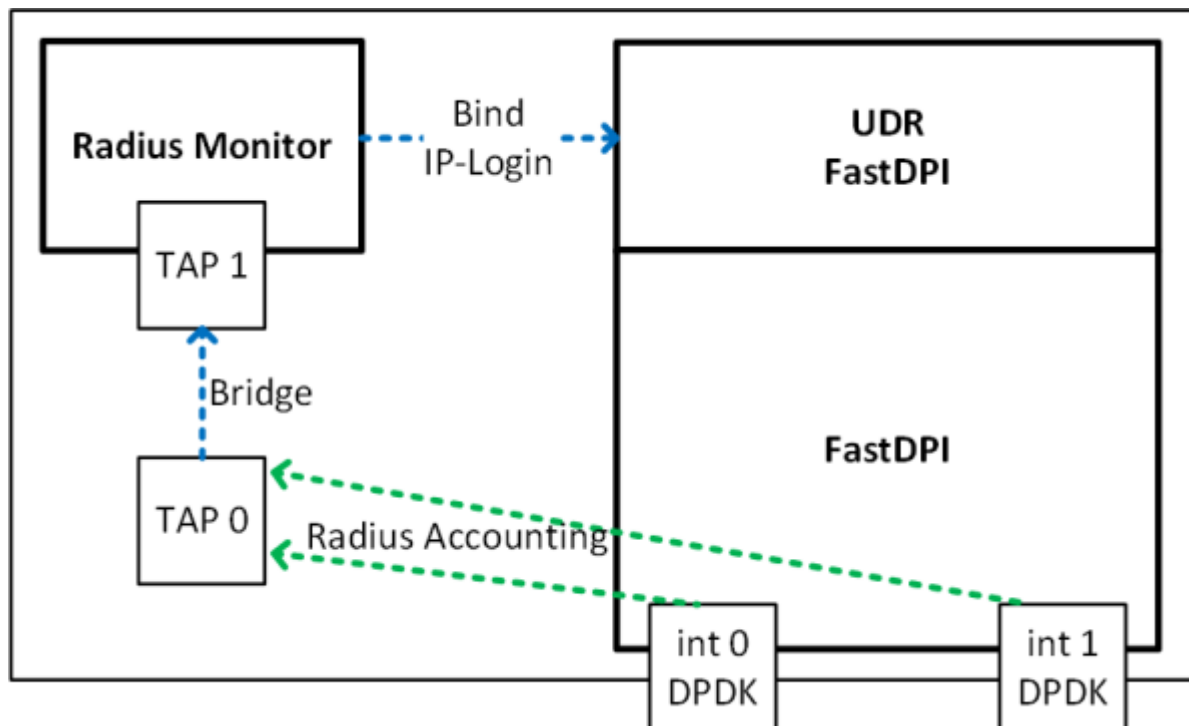 Radius Monitor
Bind
IP-Login
UDR
FastDPI
TAP 1
Bridge
FastDPI
TAP 0
Radius Accounting
int 0
DPDK
int 1
DPDK